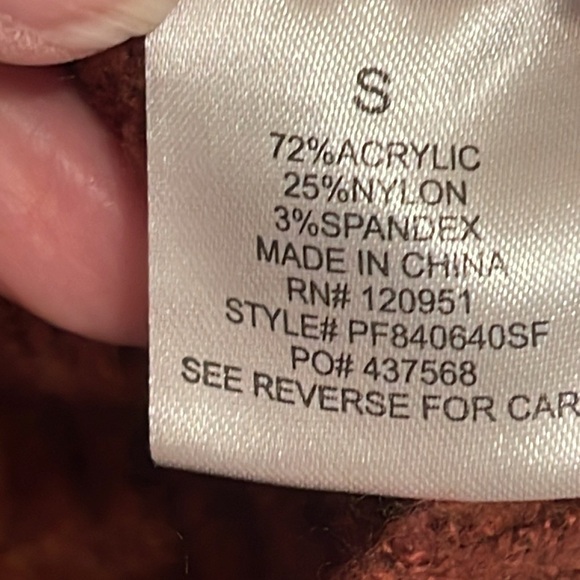 S
72%ACRYLIC
25%NYLON
3%SPANDEX
MADE IN CHINA
RN# 120951
STYLE# PF840640SF
PO# 437568
SEE REVERSE FOR CAR